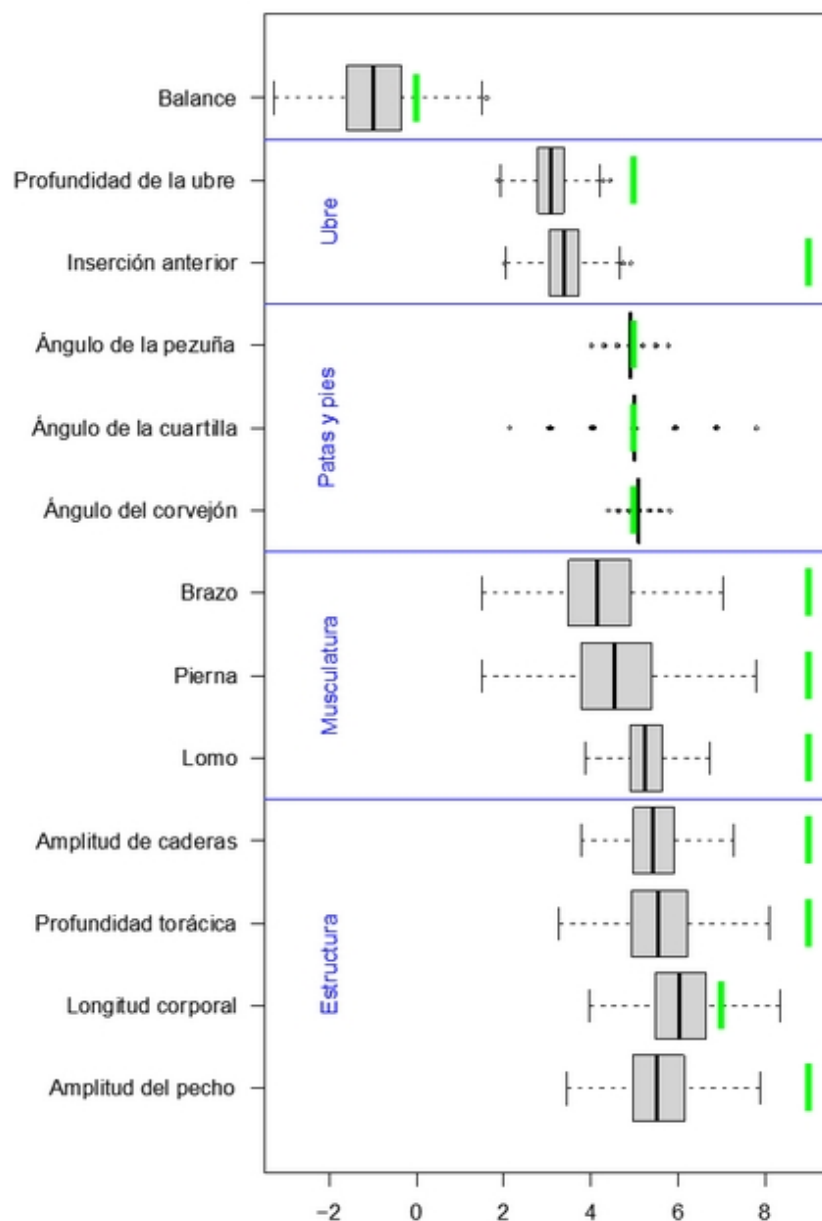 Balance
Profundidad de la ubre
Inserción anterior
Ubre
Ángulo de la pezuña
Ángulo de la cuartilla
Ángulo del corvejón
Patas y pies
Brazo
Pierna
Lomo
Musculatura
Amplitud de caderas
Profundidad torácica
Longitud corporal
Amplitud del pecho
Estructura
−2 0 2 4 6 8